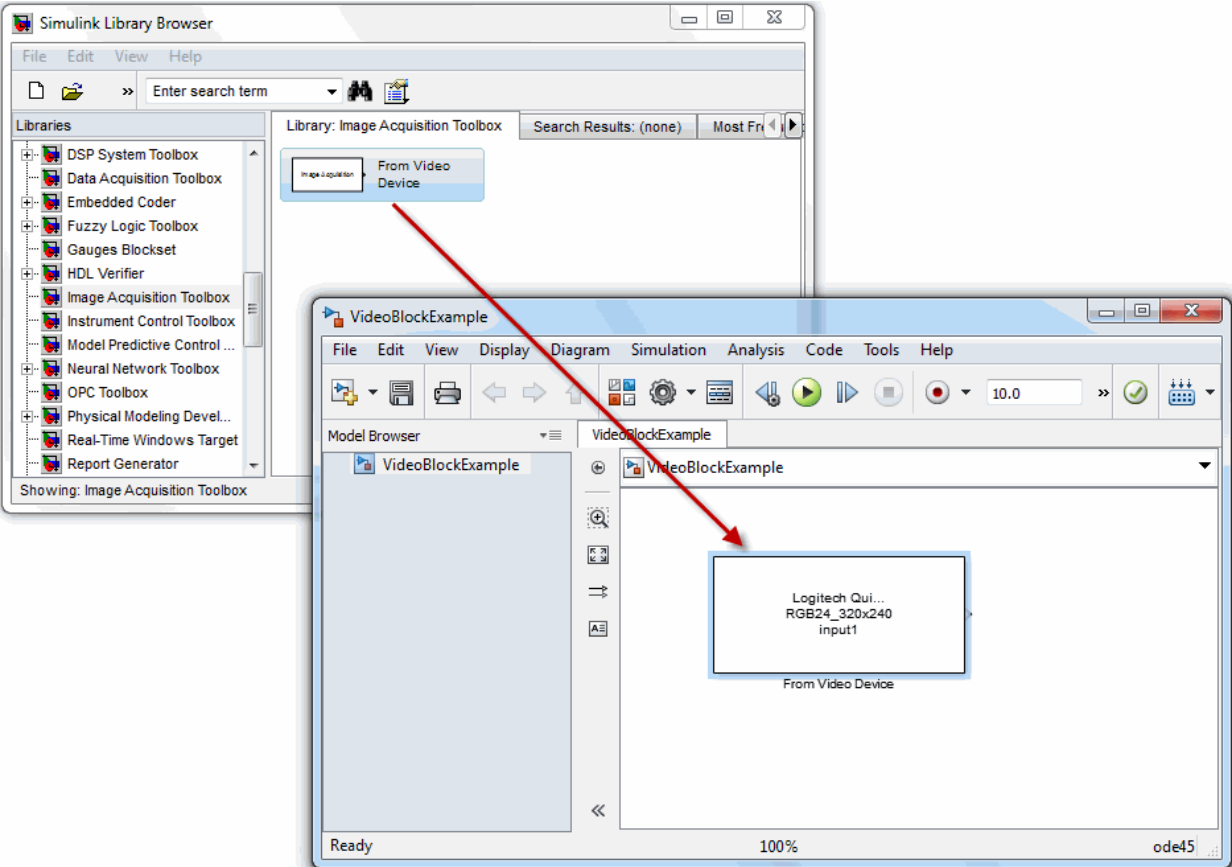 Simulink Library Browser
File Edit View Help
» Enter search term
Libraries
Library: Image Acquisition Toolbox Search Results: (none) Most Fre
DSP System Toolbox
Data Acquisition Toolbox
Embedded Coder
Fuzzy Logic Toolbox
Gauges Blockset
HDL Verifier
Image Acquisition Toolbox
Instrument Control Toolbox
Model Predictive Control ...
Neural Network Toolbox
OPC Toolbox
Physical Modeling Devel...
Real-Time Windows Target
Report Generator
Showing: Image Acquisition Toolbox
Image Acquisition
From Video
Device
VideoBlockExample
File Edit View Display Diagram Simulation Analysis Code Tools Help
10.0 »
Model Browser
VideoBlockExample
VideoBlockExample
VideoBlockExample
Logitech Qui...
RGB24_320x240
input1
From Video Device
Ready 100% ode45